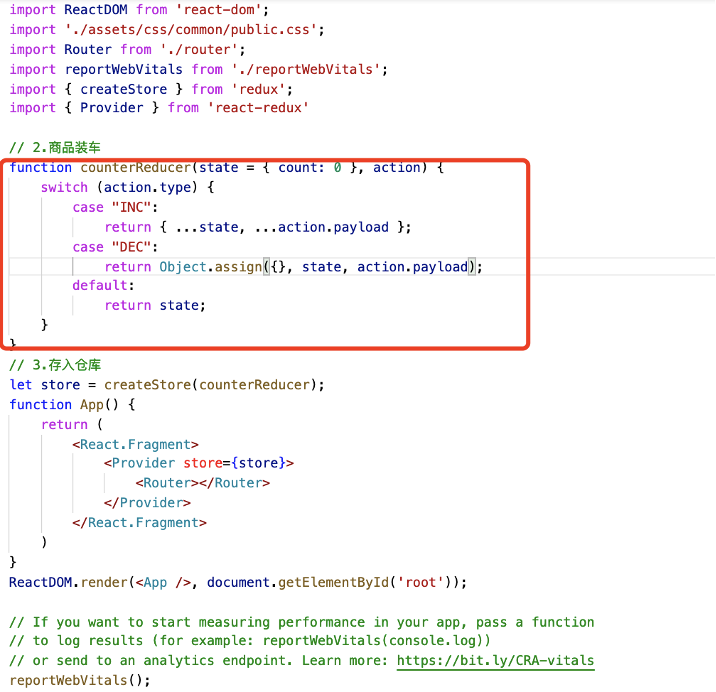 import ReactDOM from 'react-dom';
import './assets/css/common/public.css';
import Router from './router';
import reportWebVitals from './reportWebVitals';
import { createStore } from 'redux';
import { Provider } from 'react-redux'
// 2.商品装车
function counterReducer(state = { count: 0 }, action) {
switch (action.type) {
case "INC":
return { ...state, ...action.payload };
case "DEC":
return Object.assign({}, state, action.payload);
default:
return state;
}
}
// 3.存入仓库
let store = createStore(counterReducer);
function App() {
return (
<React.Fragment>
<Provider store={store}>
<Router></Router>
</Provider>
</React.Fragment>
)
}
ReactDOM.render(<App />, document.getElementById('root'));
// If you want to start measuring performance in your app, pass a function
// to log results (for example: reportWebVitals(console.log))
// or send to an analytics endpoint. Learn more: https://bit.ly/CRA-vitals
reportWebVitals();